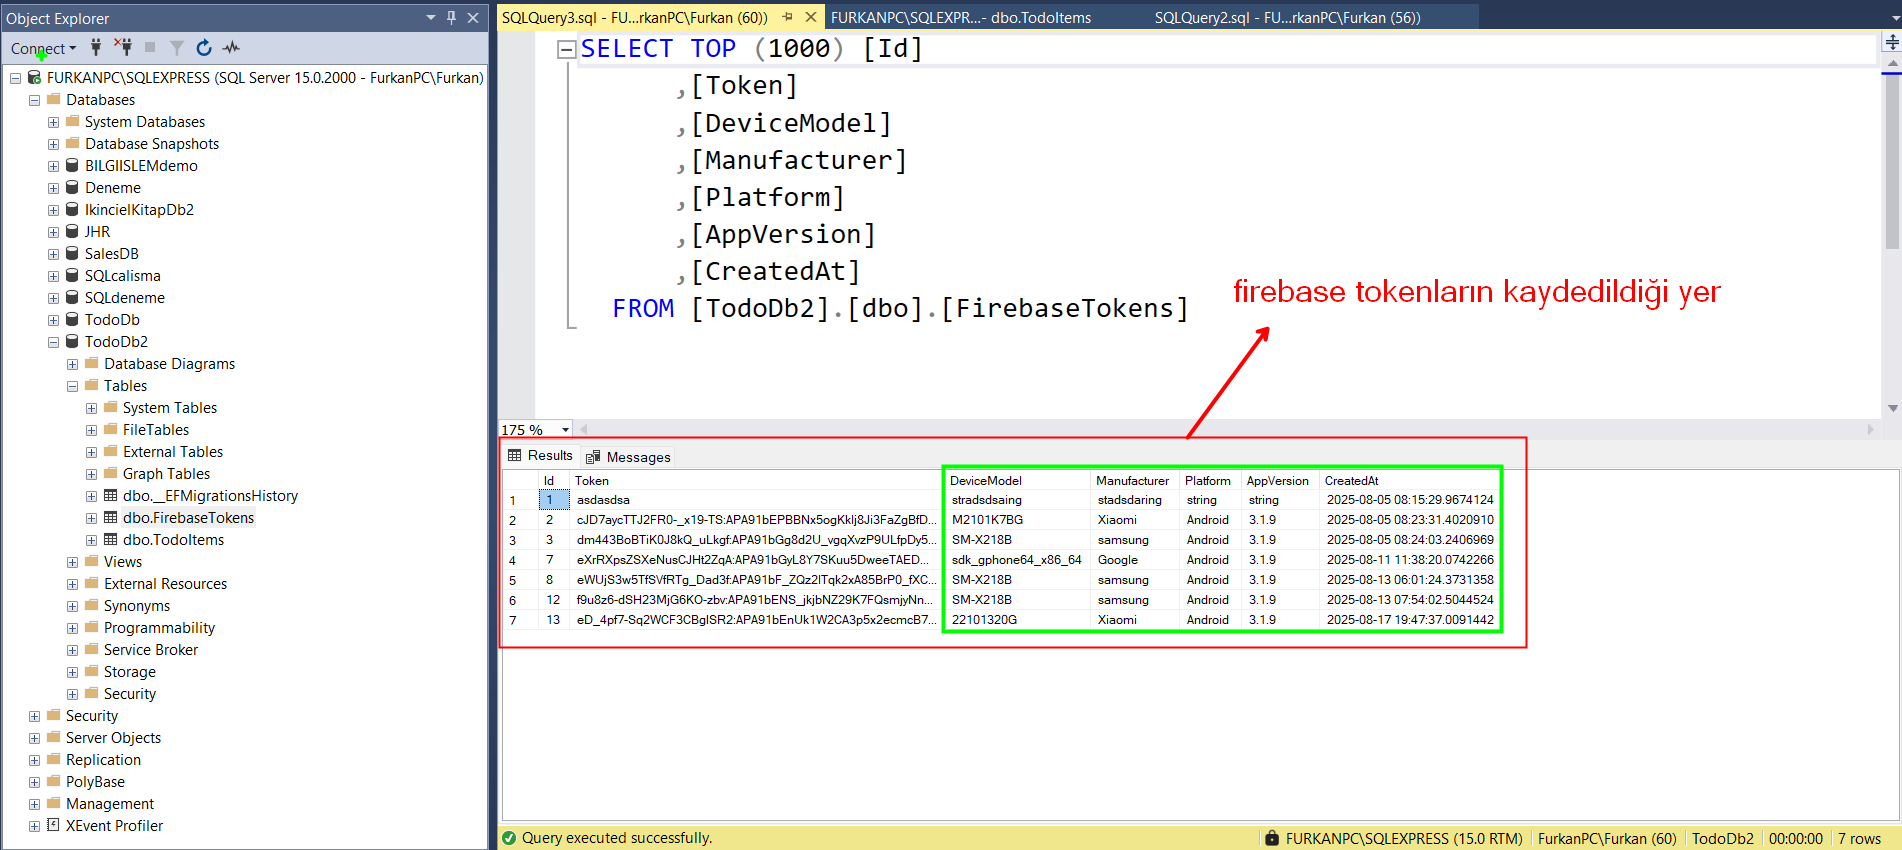 Object Explorer
Connect
FURKANPC\SQLEXPRESS (SQL Server 15.0.2000 - FurkanPC\Furkan)
Databases
System Databases
Database Snapshots
BILGIISLEMdemo
Deneme
IkincielKitapDb2
JHR
SalesDB
SQLcalisma
SQLdeneme
TodoDb
TodoDb2
Database Diagrams
Tables
System Tables
FileTables
External Tables
Graph Tables
dbo.__EFMigrationsHistory
dbo.FirebaseTokens
dbo.TodoItems
Views
External Resources
Synonyms
Programmability
Service Broker
Storage
Security
Security
Server Objects
Replication
PolyBase
Management
XEvent Profiler
SQLQuery3.sql - FU...rkanPC\Furkan (60)) FURKANPC\SQLEXPR...- dbo.TodoItems SQLQuery2.sql - FU...rkanPC\Furkan (56))
SELECT TOP (1000) [Id]
,[Token]
,[DeviceModel]
,[Manufacturer]
,[Platform]
,[AppVersion]
,[CreatedAt]
FROM [TodoDb2].[dbo].[FirebaseTokens]
firebase tokenların kaydedildiği yer
175 %
Results Messages
Id Token DeviceModel Manufacturer Platform AppVersion CreatedAt
1 1 asdasdsa stradsdsaing stadsdaring string string 2025-08-05 08:15:29.9674124
2 2 cJD7aycTTJ2FR0-_x19-TS:APA91bEPBBNx5ogKklj8Ji3FaZgBfD... M2101K7BG Xiaomi Android 3.1.9 2025-08-05 08:23:31.4020910
3 3 dm443BoBTiK0J8kQ_uLkgf:APA91bGg8d2U_vgqXvzP9ULfpDy5... SM-X218B samsung Android 3.1.9 2025-08-05 08:24:03.2406969
4 7 eXrRXpsZSXeNusCJHt2ZqA:APA91bGyL8Y7SKuu5DweeTAED... sdk_gphone64_x86_64 Google Android 3.1.9 2025-08-11 11:38:20.0742266
5 8 eWUjS3w5TfSVfRTg_Dad3f:APA91bF_ZQz2lTqk2xA85BrP0_fXC... SM-X218B samsung Android 3.1.9 2025-08-13 06:01:24.3731358
6 12 f9u8z6-dSH23MjG6KO-zbv:APA91bENS_jkjbNZ29K7FQsmjyNn... SM-X218B samsung Android 3.1.9 2025-08-13 07:54:02.5044524
7 13 eD_4pf7-Sq2WCF3CBgISR2:APA91bEnUk1W2CA3p5x2ecmcB7... 22101320G Xiaomi Android 3.1.9 2025-08-17 19:47:37.0091442
Query executed successfully. FURKANPC\SQLEXPRESS (15.0 RTM) FurkanPC\Furkan (60) TodoDb2 00:00:00 7 rows